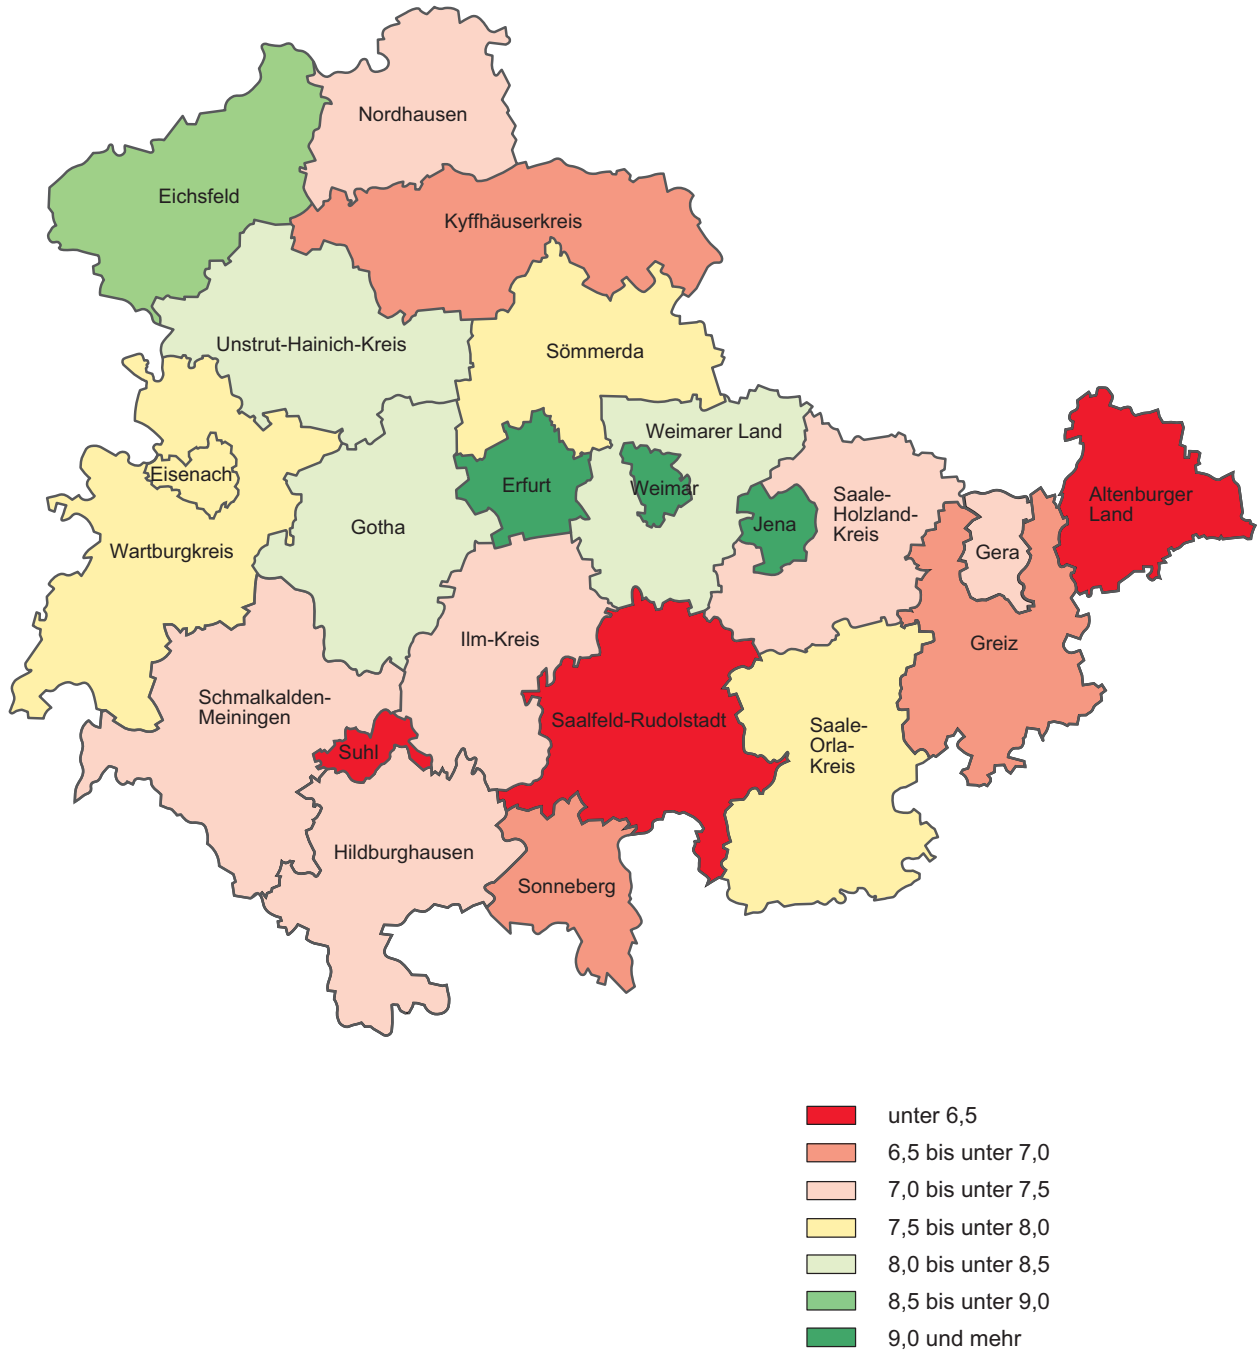 Nordhausen
Eichsfeld
Kyffhäuserkreis
Unstrut-Hainich-Kreis
Sömmerda
Weimarer Land
Eisenach
Erfurt
Weimar
Saale-
Holzland-
Kreis
Altenburger
Land
Gotha
Jena
Wartburgkreis
Gera
Ilm-Kreis
Greiz
Schmalkalden-
Meiningen
Saalfeld-Rudolstadt
Saale-
Orla-
Kreis
Suhl
Hildburghausen
Sonneberg
unter 6,5
6,5 bis unter 7,0
7,0 bis unter 7,5
7,5 bis unter 8,0
8,0 bis unter 8,5
8,5 bis unter 9,0
9,0 und mehr